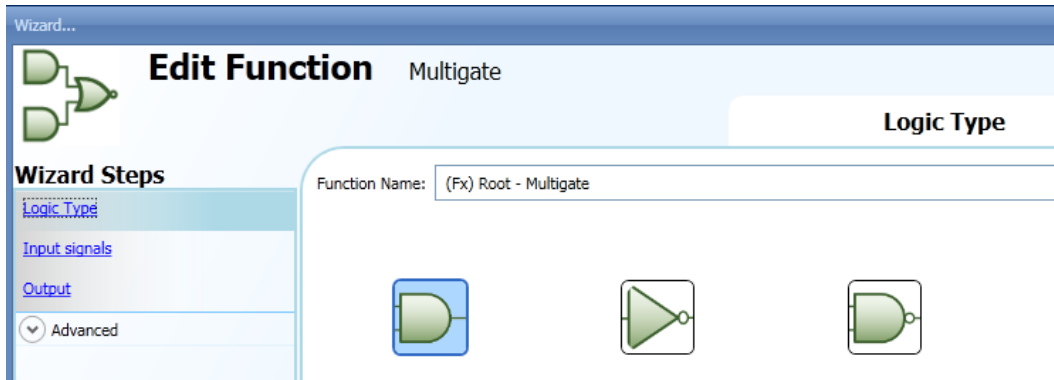 Wizard...
Edit Function Multigate
Logic Type
Wizard Steps
Function Name: (Fx) Root - Multigate
Logic Type
Input signals
Output
Advanced